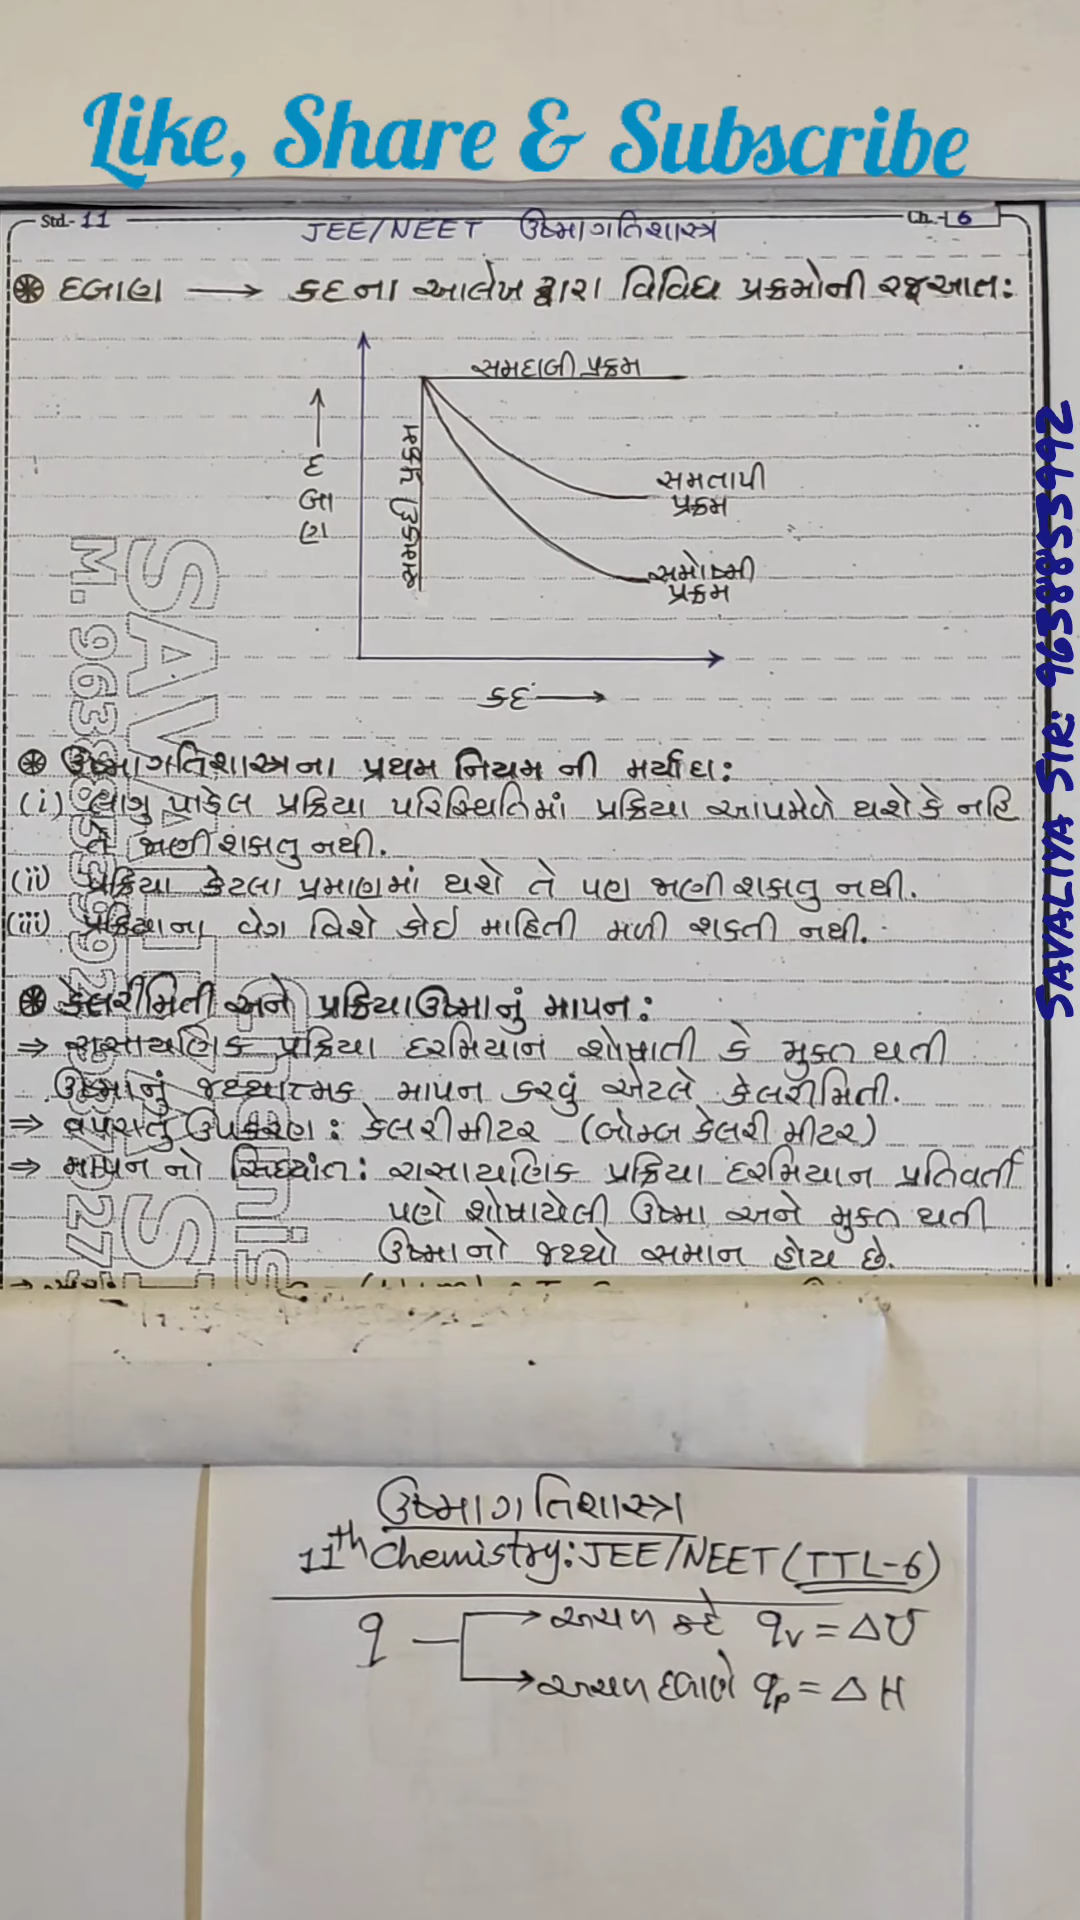 Like, Share & Subscribe
Std.- 11
JEE/NEET ઉષ્માગતિશાસ્ત્ર
Ch.- 6
દબાણ → કદના આલેખ દ્વારા વિવિધ પ્રક્રમોની રજૂઆત:
સમદાબી પ્રક્રમ
સમકદી પ્રક્રમ
દબાણ
સમતાપી પ્રક્રમ
સમોષ્મી પ્રક્રમ
કદ →
ઉષ્માગતિશાસ્ત્રના પ્રથમ નિયમ ની મર્યાદા:
(i) લાગુ પાડેલ પ્રક્રિયા પરિસ્થિતિમાં પ્રક્રિયા આપમેળે થશે કે નહિ
તે જાણી શકાતુ નથી.
(ii) પ્રક્રિયા કેટલા પ્રમાણમાં થશે તે પણ જાણી શકાતુ નથી.
(iii) પ્રક્રિયાના વેગ વિશે કોઈ માહિતી મળી શકતી નથી.
કેલરીમિતી અને પ્રક્રિયાઉષ્માનું માપન:
⇒ રાસાયણિક પ્રક્રિયા દરમિયાન શોષાતી કે મુક્ત થતી
ઉષ્માનું જથ્થાત્મક માપન કરવું એટલે કેલરીમિતી.
⇒ વપરાતુ ઉપકરણ: કેલરીમીટર (બોમ્બ કેલરી મીટર)
⇒ માપન નો સિધ્ધાંત: રાસાયણિક પ્રક્રિયા દરમિયાન પ્રતિવર્તી
પણે શોષાયેલી ઉષ્મા અને મુક્ત થતી
ઉષ્માનો જથ્થો સમાન હોય છે.
SAVALIYA SIR: 9638853992
ઉષ્માગતિશાસ્ત્ર
11th Chemistry: JEE/NEET (TTL-6)
q → અચળ કદે qv = ΔU
→ અચળ દબાણે qp = ΔH